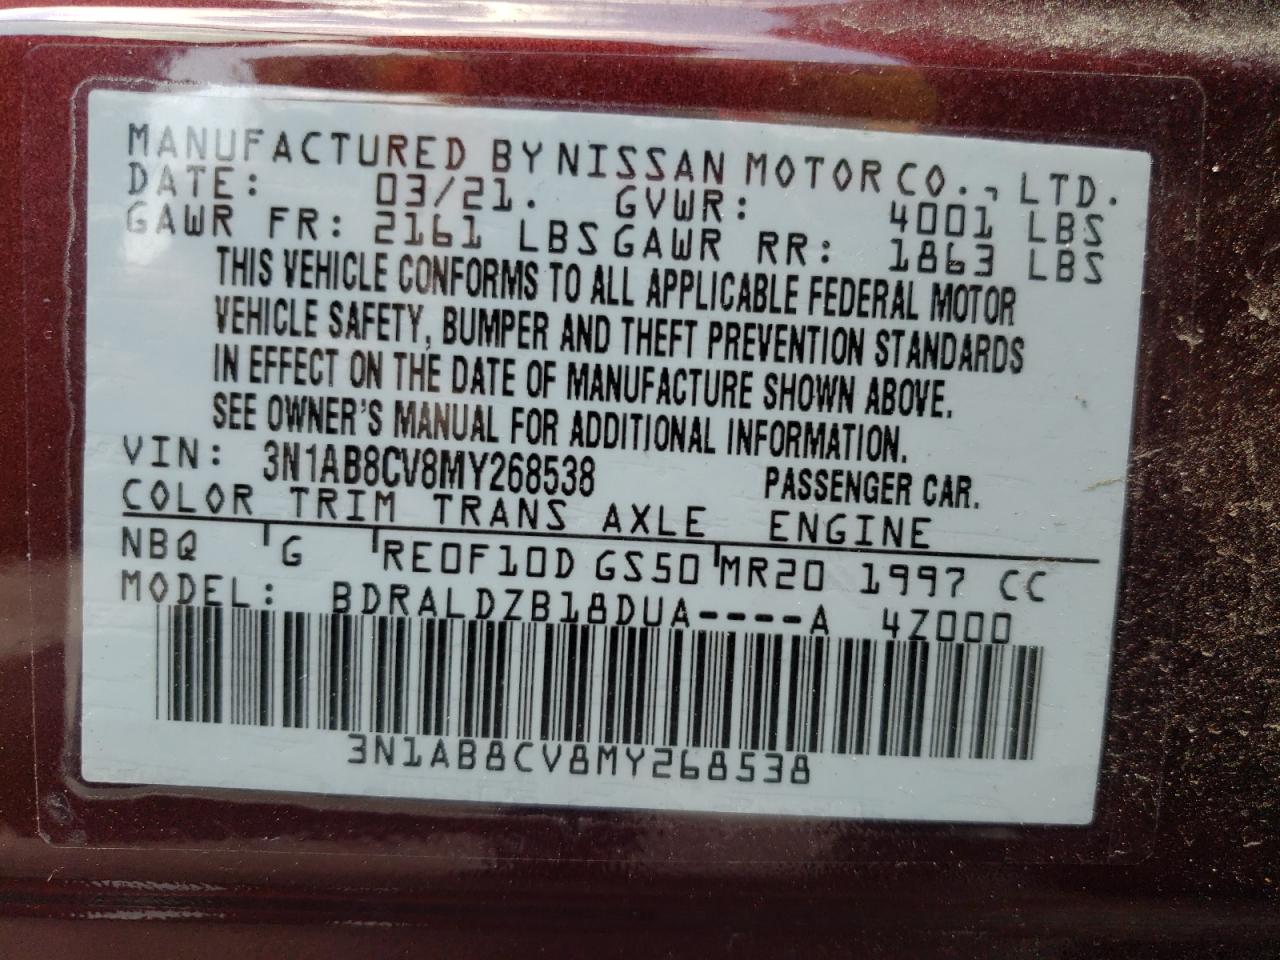 MANUFACTURED BY NISSAN MOTOR CO., LTD.
DATE: 03/21. GVWR: 4001 LBS
GAWR FR: 2161 LBS GAWR RR: 1863 LBS
THIS VEHICLE CONFORMS TO ALL APPLICABLE FEDERAL MOTOR
VEHICLE SAFETY, BUMPER AND THEFT PREVENTION STANDARDS
IN EFFECT ON THE DATE OF MANUFACTURE SHOWN ABOVE.
SEE OWNER'S MANUAL FOR ADDITIONAL INFORMATION.
VIN: 3N1AB8CV8MY268538 PASSENGER CAR.
COLOR TRIM TRANS AXLE ENGINE
NBQ G RE0F10D GS50 MR20 1997 CC
MODEL: BDRALDZB18DUA----A 4Z000
3N1AB8CV8MY268538